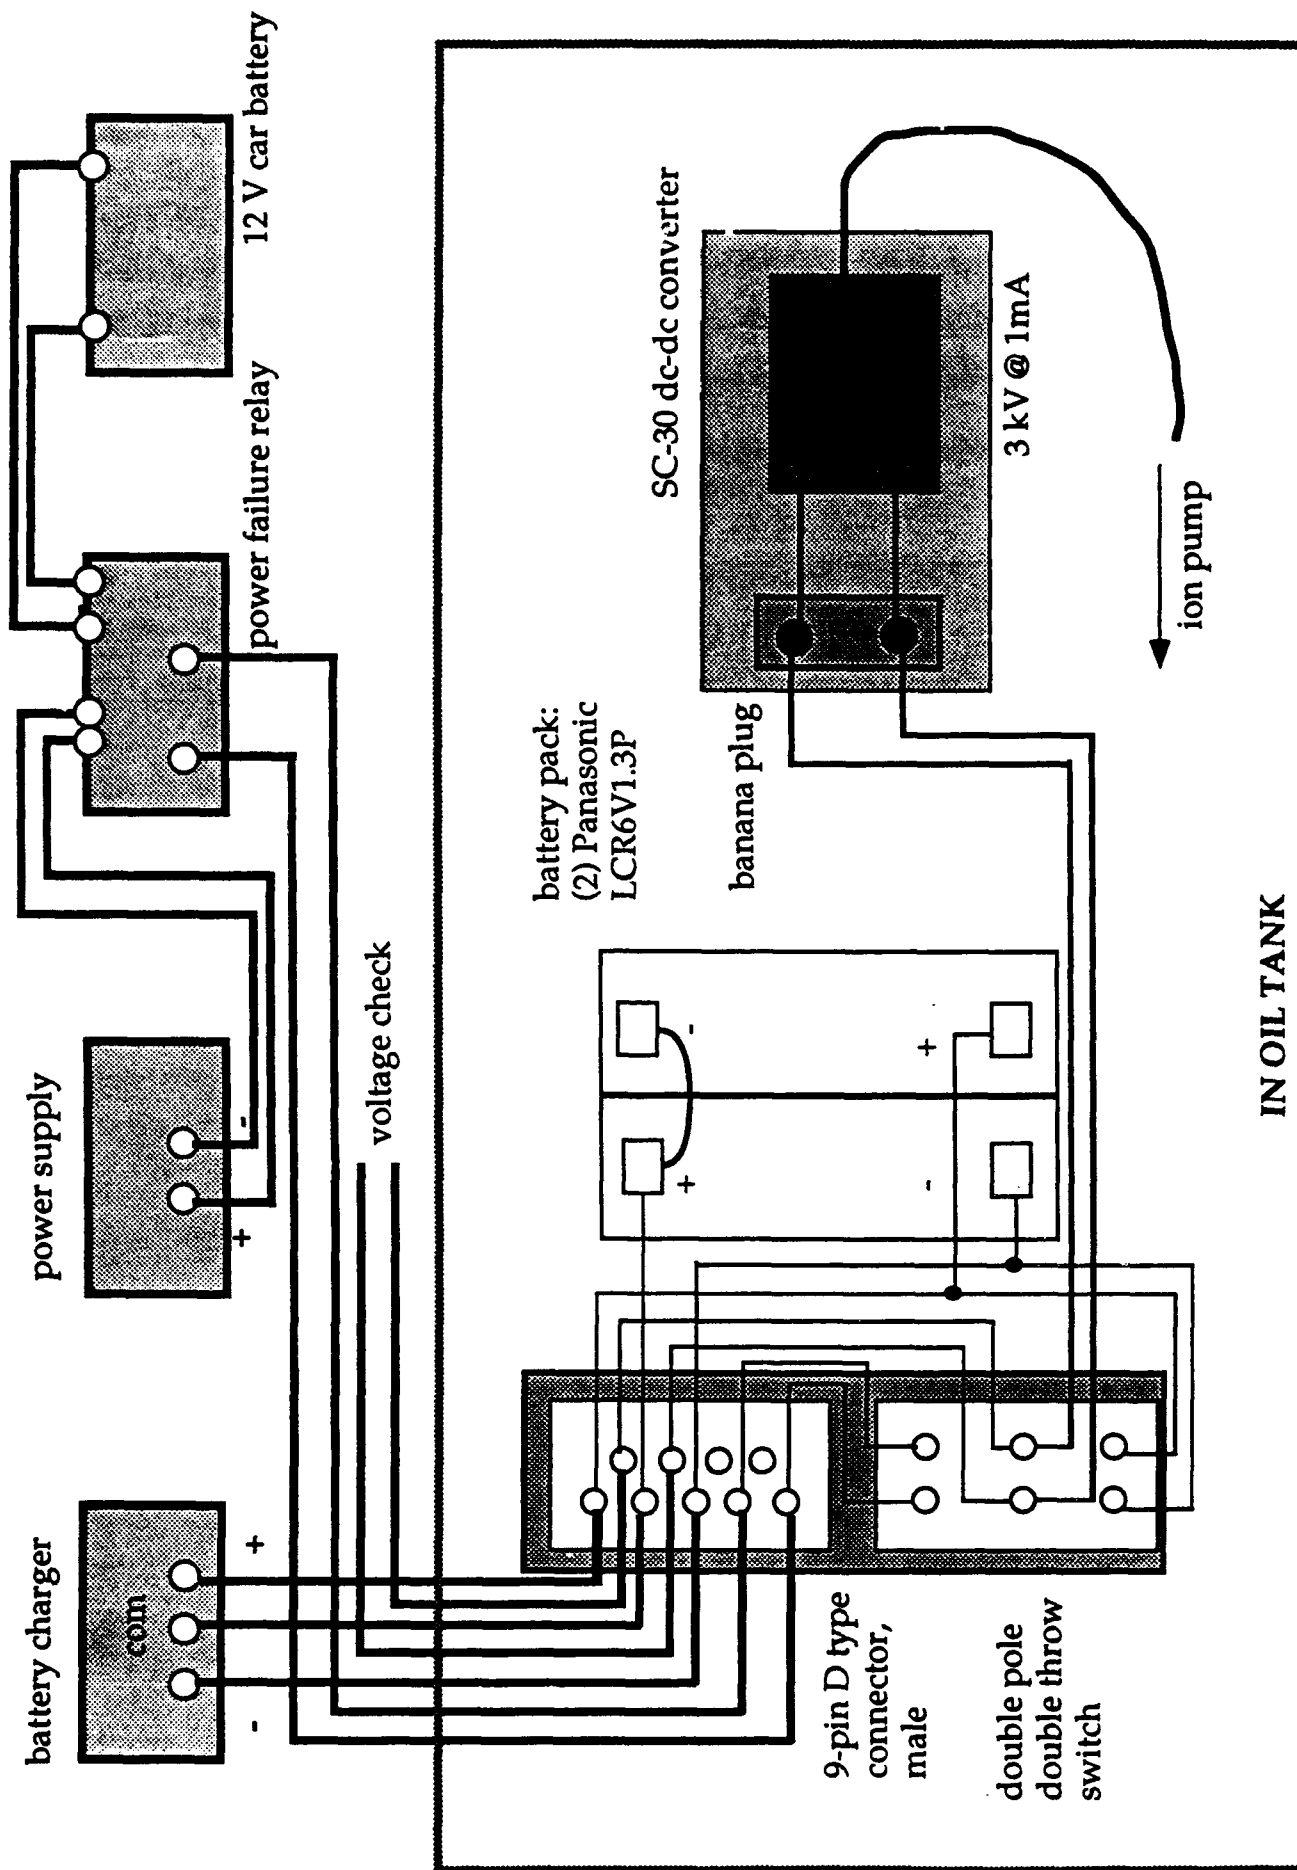 battery charger
com
-
+
power supply
+
-
power failure relay
12 V car battery
voltage check
battery pack:
(2) Panasonic
LCR6V1.3P
+
-
-
+
SC-30 dc-dc converter
banana plug
3 kV @ 1mA
ion pump
9-pin D type
connector,
male
double pole
double throw
switch
IN OIL TANK